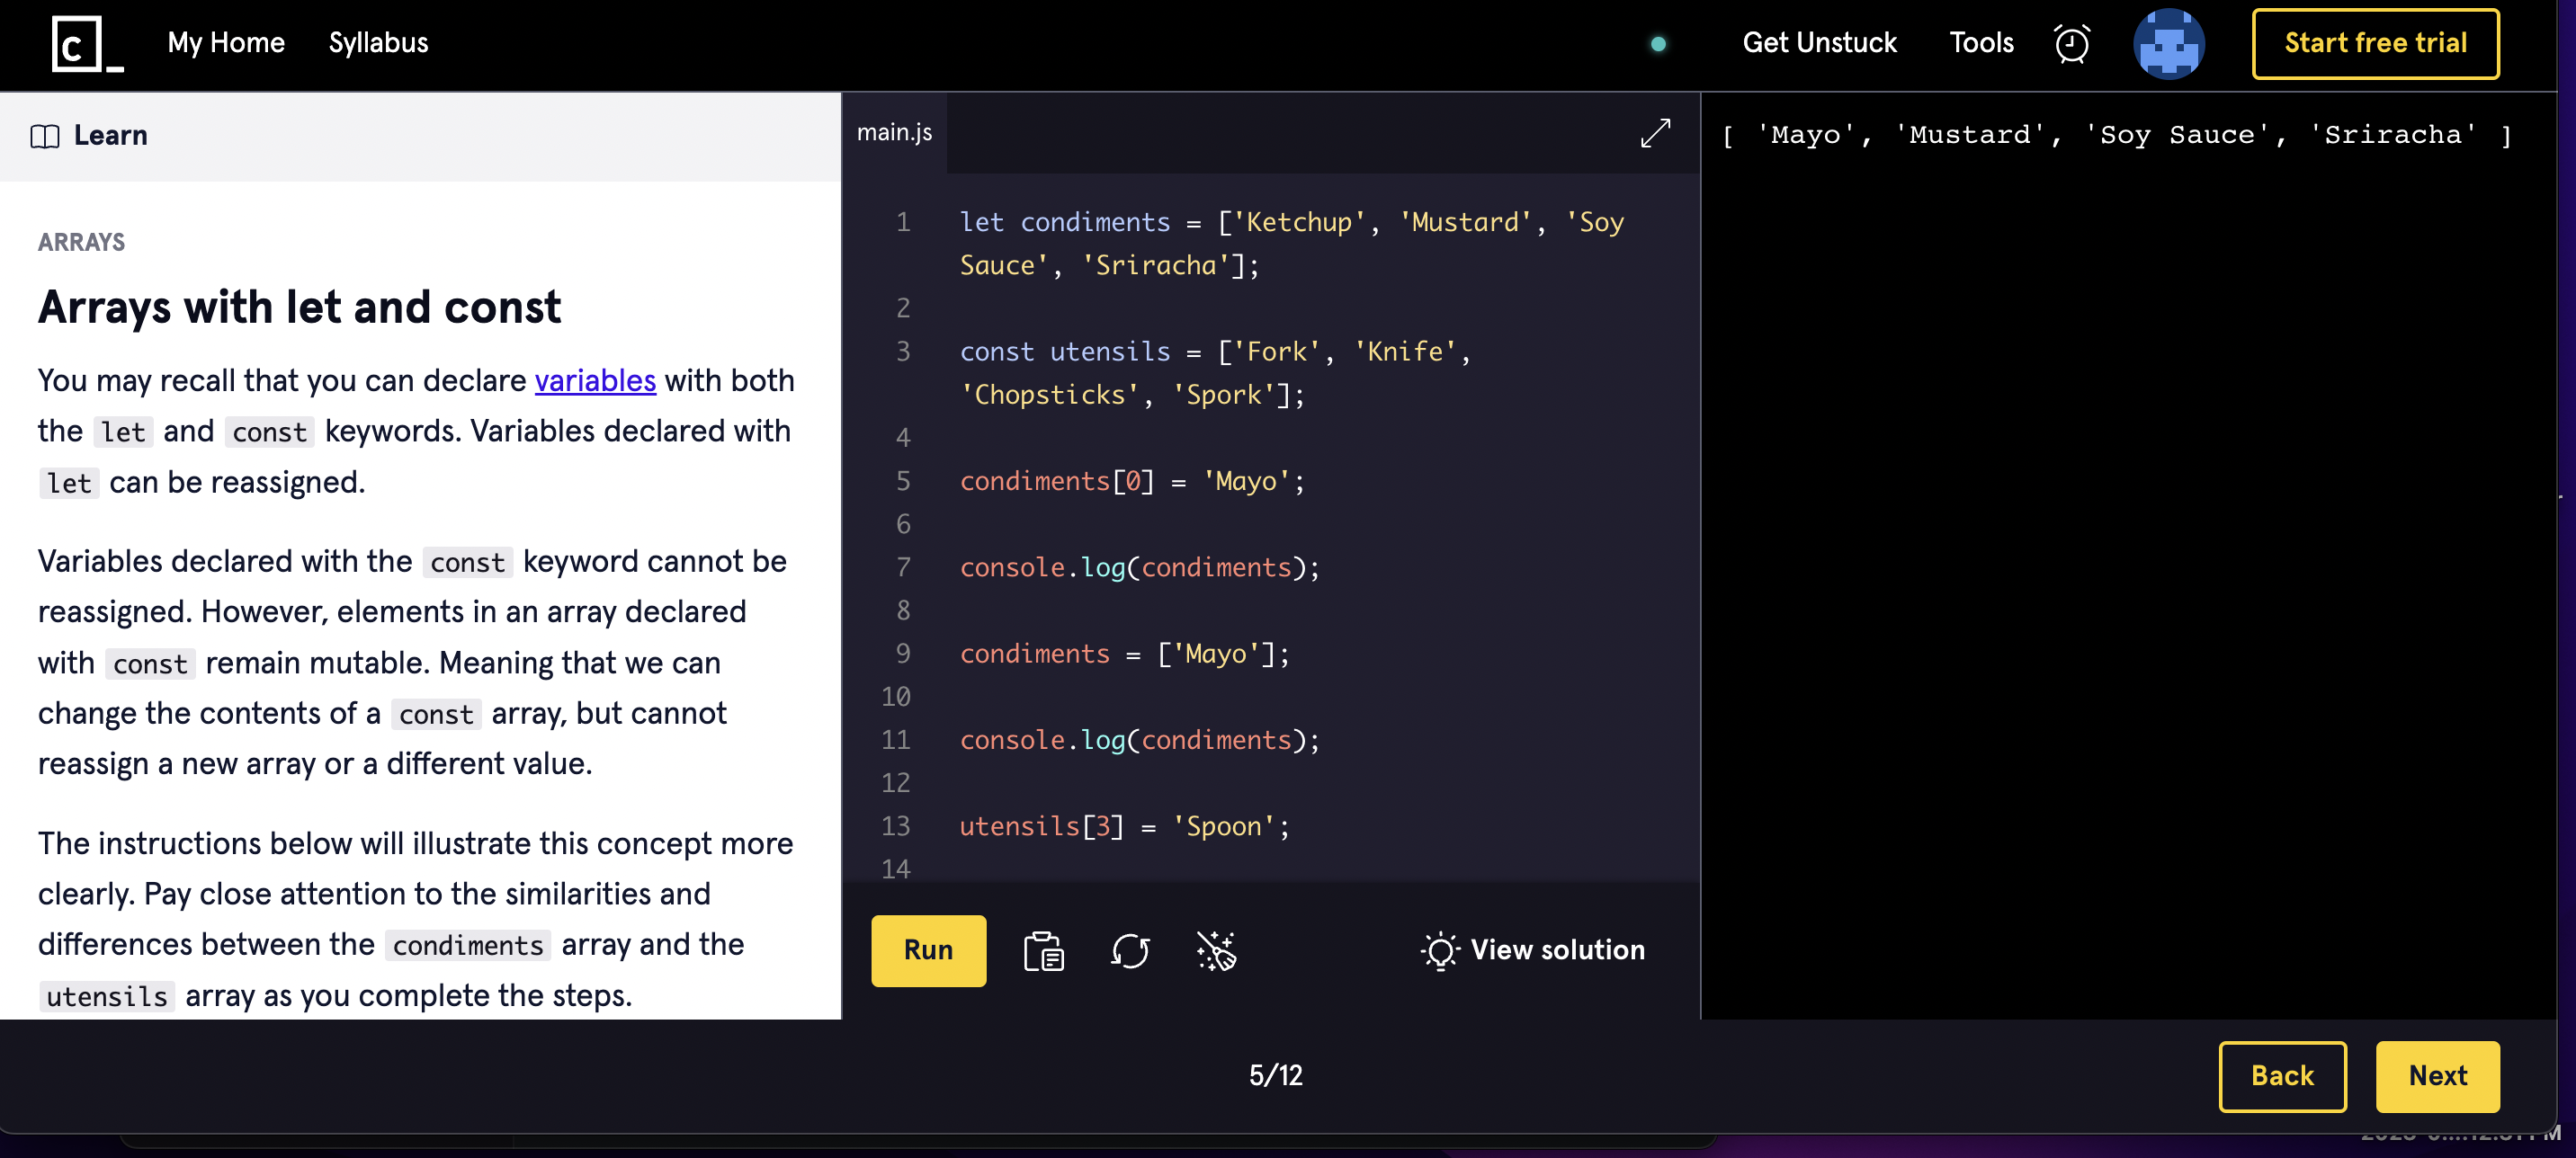 C_ My Home Syllabus Get Unstuck Tools Start free trial
Learn
ARRAYS
Arrays with let and const
You may recall that you can declare variables with both
the let and const keywords. Variables declared with
let can be reassigned.
Variables declared with the const keyword cannot be
reassigned. However, elements in an array declared
with const remain mutable. Meaning that we can
change the contents of a const array, but cannot
reassign a new array or a different value.
The instructions below will illustrate this concept more
clearly. Pay close attention to the similarities and
differences between the condiments array and the
utensils array as you complete the steps.
main.js
1 let condiments = ['Ketchup', 'Mustard', 'Soy
Sauce', 'Sriracha'];
2
3 const utensils = ['Fork', 'Knife',
'Chopsticks', 'Spork'];
4
5 condiments[0] = 'Mayo';
6
7 console.log(condiments);
8
9 condiments = ['Mayo'];
10
11 console.log(condiments);
12
13 utensils[3] = 'Spoon';
14
Run View solution
[ 'Mayo', 'Mustard', 'Soy Sauce', 'Sriracha' ]
5/12
Back Next